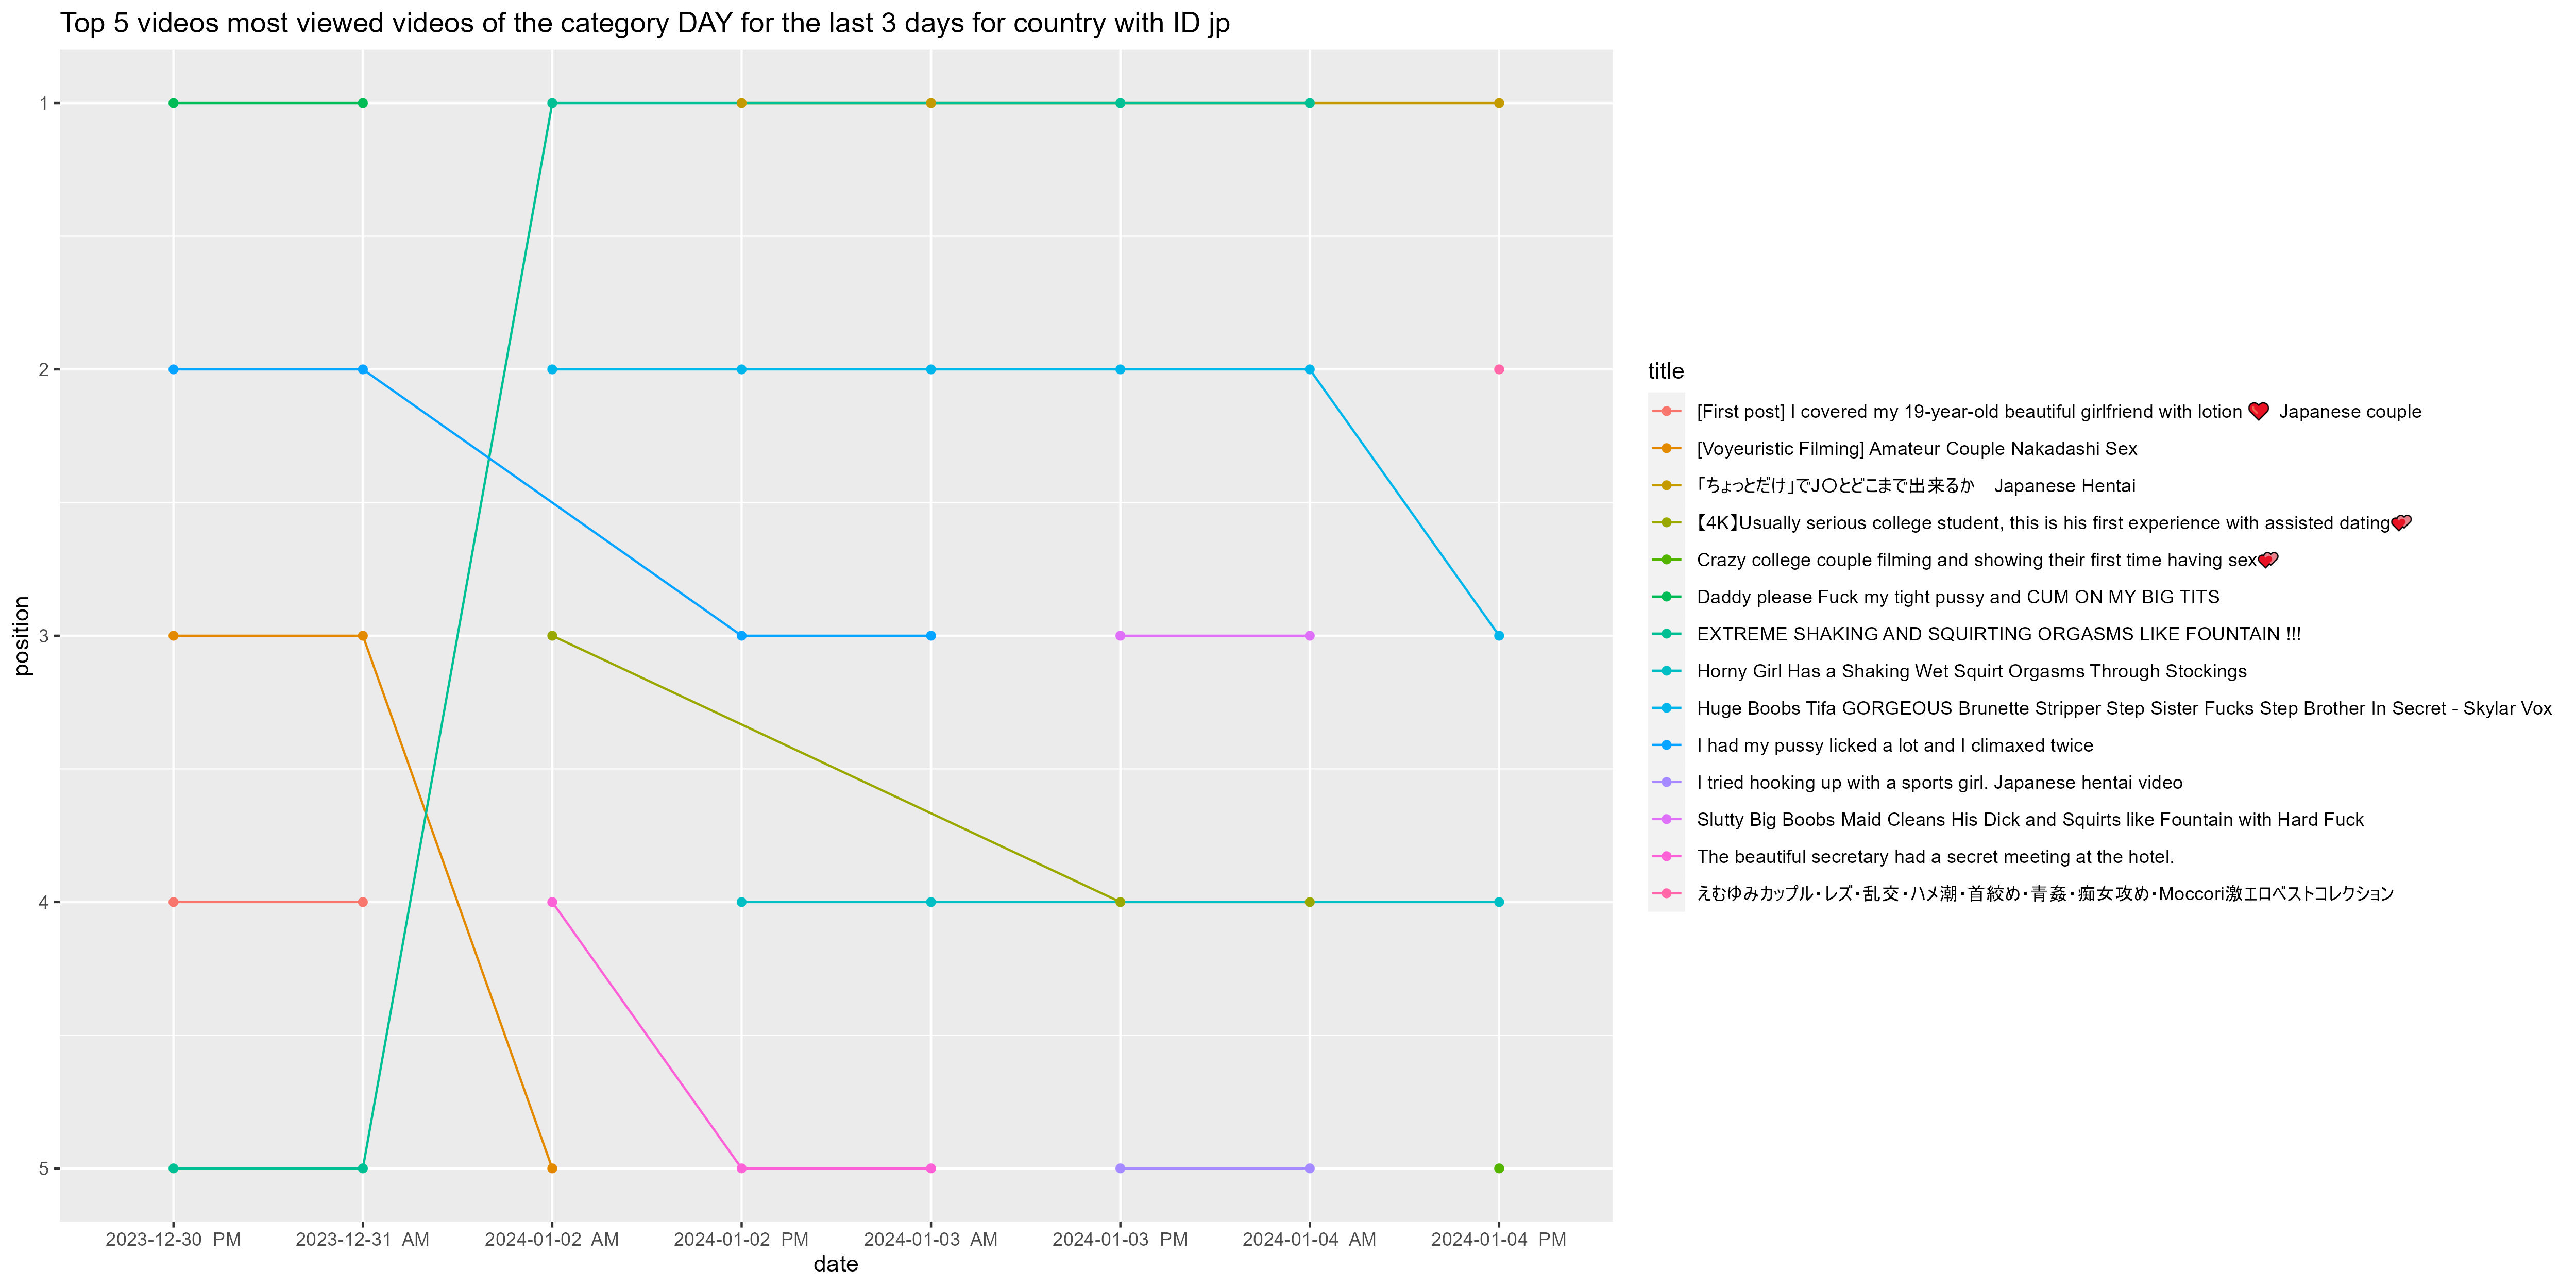 Top 5 videos most viewed videos of the category DAY for the last 3 days for country with ID jp
position
1
2
3
4
5
2023-12-30 PM
2023-12-31 AM
2024-01-02 AM
2024-01-02 PM
2024-01-03 AM
2024-01-03 PM
2024-01-04 AM
2024-01-04 PM
date
title
[First post] I covered my 19-year-old beautiful girlfriend with lotion ❤️ Japanese couple
[Voyeuristic Filming] Amateur Couple Nakadashi Sex
「ちょっとだけ」でJ〇とどこまで出来るか　Japanese Hentai
【4K】Usually serious college student, this is his first experience with assisted dating💕
Crazy college couple filming and showing their first time having sex💕
Daddy please Fuck my tight pussy and CUM ON MY BIG TITS
EXTREME SHAKING AND SQUIRTING ORGASMS LIKE FOUNTAIN !!!
Horny Girl Has a Shaking Wet Squirt Orgasms Through Stockings
Huge Boobs Tifa GORGEOUS Brunette Stripper Step Sister Fucks Step Brother In Secret - Skylar Vox
I had my pussy licked a lot and I climaxed twice
I tried hooking up with a sports girl. Japanese hentai video
Slutty Big Boobs Maid Cleans His Dick and Squirts like Fountain with Hard Fuck
The beautiful secretary had a secret meeting at the hotel.
えむゆみカップル・レズ・乱交・ハメ潮・首絞め・青姦・痴女攻め・Moccori激エロベストコレクション